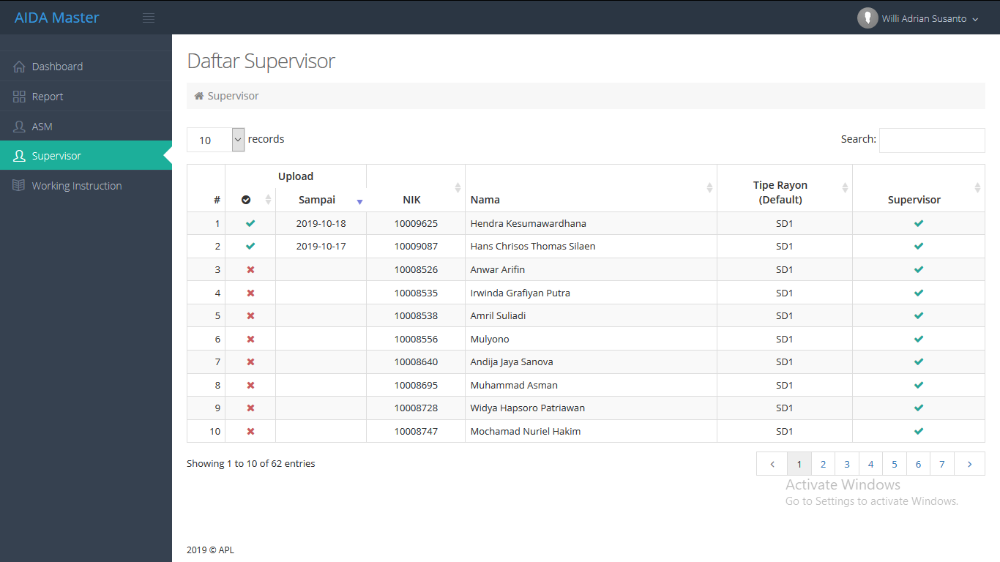 AIDA Master
Willi Adrian Susanto
Dashboard
Report
ASM
Supervisor
Working Instruction
Daftar Supervisor
Supervisor
10 records
Search:
Upload
# Sampai NIK Nama Tipe Rayon (Default) Supervisor
1 2019-10-18 10009625 Hendra Kesumawardhana SD1
2 2019-10-17 10009087 Hans Chrisos Thomas Silaen SD1
3 10008526 Anwar Arifin SD1
4 10008535 Irwinda Grafiyan Putra SD1
5 10008538 Amril Suliadi SD1
6 10008556 Mulyono SD1
7 10008640 Andija Jaya Sanova SD1
8 10008695 Muhammad Asman SD1
9 10008728 Widya Hapsoro Patriawan SD1
10 10008747 Mochamad Nuriel Hakim SD1
Showing 1 to 10 of 62 entries
1 2 3 4 5 6 7
Activate Windows
Go to Settings to activate Windows.
2019 © APL